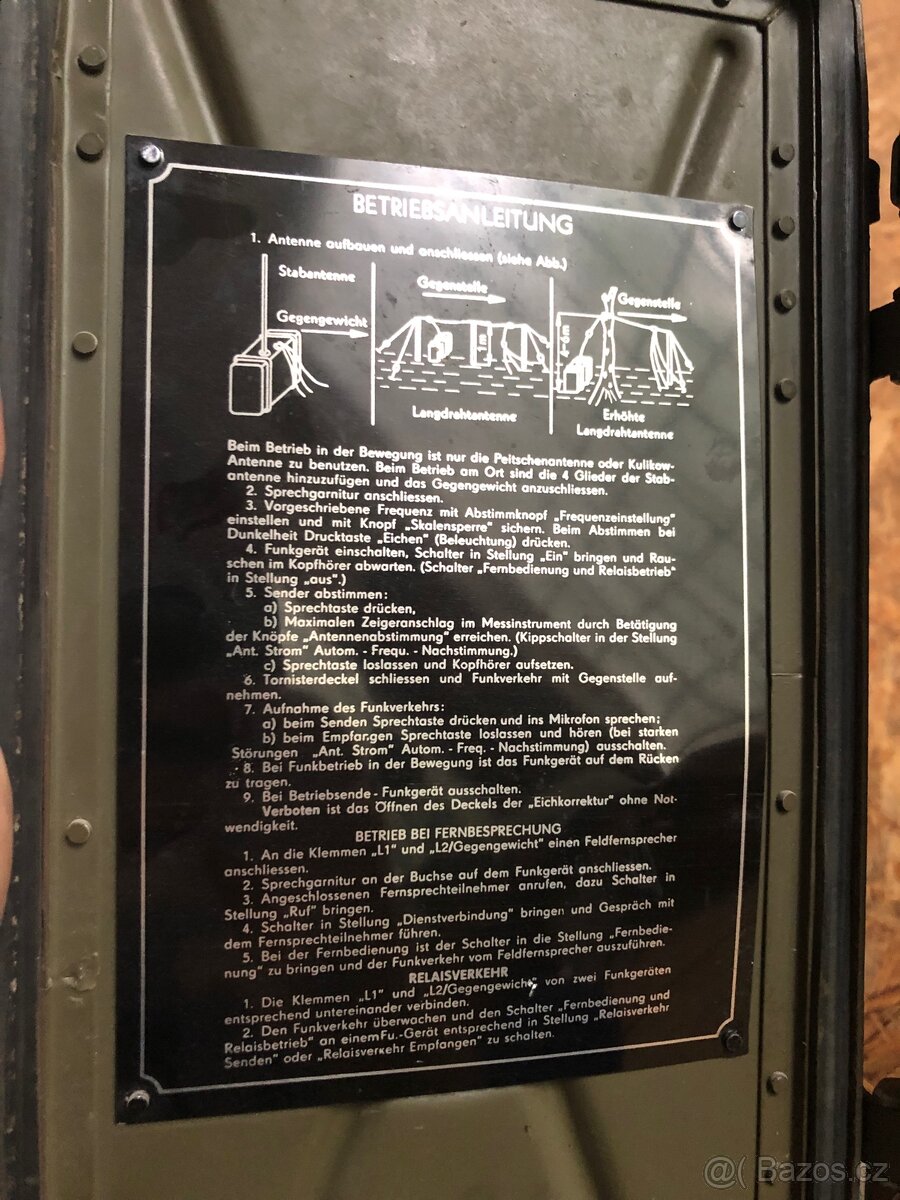 BETRIEBSANLEITUNG
1. Antenne aufbauen und anschliessen (siehe Abb.)
Stabantenne
Gegengewicht
Gegenstelle
1m
Langdrahtantenne
Gegenstelle
4-6m
Erhöhte
Langdrahtantenne
Beim Betrieb in der Bewegung ist nur die Peitschenantenne oder Kulikow-
Antenne zu benutzen. Beim Betrieb am Ort sind die 4 Glieder der Stab-
antenne hinzuzufügen und das Gegengewicht anzuschliessen.
2. Sprechgarnitur anschliessen.
3. Vorgeschriebene Frequenz mit Abstimmknopf „Frequenzeinstellung"
einstellen und mit Knopf „Skalensperre" sichern. Beim Abstimmen bei
Dunkelheit Drucktaste „Eichen" (Beleuchtung) drücken.
4. Funkgerät einschalten, Schalter in Stellung „Ein" bringen und Rau-
schen im Kopfhörer abwarten. (Schalter „Fernbedienung und Relaisbetrieb"
in Stellung „aus".)
5. Sender abstimmen:
a) Sprechtaste drücken,
b) Maximalen Zeigeranschlag im Messinstrument durch Betätigung
der Knöpfe „Antennenabstimmung" erreichen. (Kippschalter in der Stellung
„Ant. Strom" Autom. - Frequ. - Nachstimmung.)
c) Sprechtaste loslassen und Kopfhörer aufsetzen.
6. Tornisterdeckel schliessen und Funkverkehr mit Gegenstelle auf-
nehmen.
7. Aufnahme des Funkverkehrs:
a) beim Senden Sprechtaste drücken und ins Mikrofon sprechen;
b) beim Empfangen Sprechtaste loslassen und hören (bei starken
Störungen „Ant. Strom" Autom. - Freq. - Nachstimmung) ausschalten.
8. Bei Funkbetrieb in der Bewegung ist das Funkgerät auf dem Rücken
zu tragen.
9. Bei Betriebsende - Funkgerät ausschalten.
Verboten ist das Öffnen des Deckels der „Eichkorrektur" ohne Not-
wendigkeit.
BETRIEB BEI FERNBESPRECHUNG
1. An die Klemmen „L1" und „L2/Gegengewicht" einen Feldfernsprecher
anschliessen.
2. Sprechgarnitur an der Buchse auf dem Funkgerät anschliessen.
3. Angeschlossenen Fernsprechteilnehmer anrufen, dazu Schalter in
Stellung „Ruf" bringen.
4. Schalter in Stellung „Dienstverbindung" bringen und Gespräch mit
dem Fernsprechteilnehmer führen.
5. Bei der Fernbedienung ist der Schalter in die Stellung „Fernbedie-
nung" zu bringen und der Funkverkehr vom Feldfernsprecher auszuführen.
RELAISVERKEHR
1. Die Klemmen „L1" und „L2/Gegengewicht" von zwei Funkgeräten
entsprechend untereinander verbinden.
2. Den Funkverkehr überwachen und den Schalter „Fernbedienung und
Relaisbetrieb" an einem Fu.-Gerät entsprechend in Stellung „Relaisverkehr
Senden" oder „Relaisverkehr Empfangen" zu schalten.
@( Bazos.cz